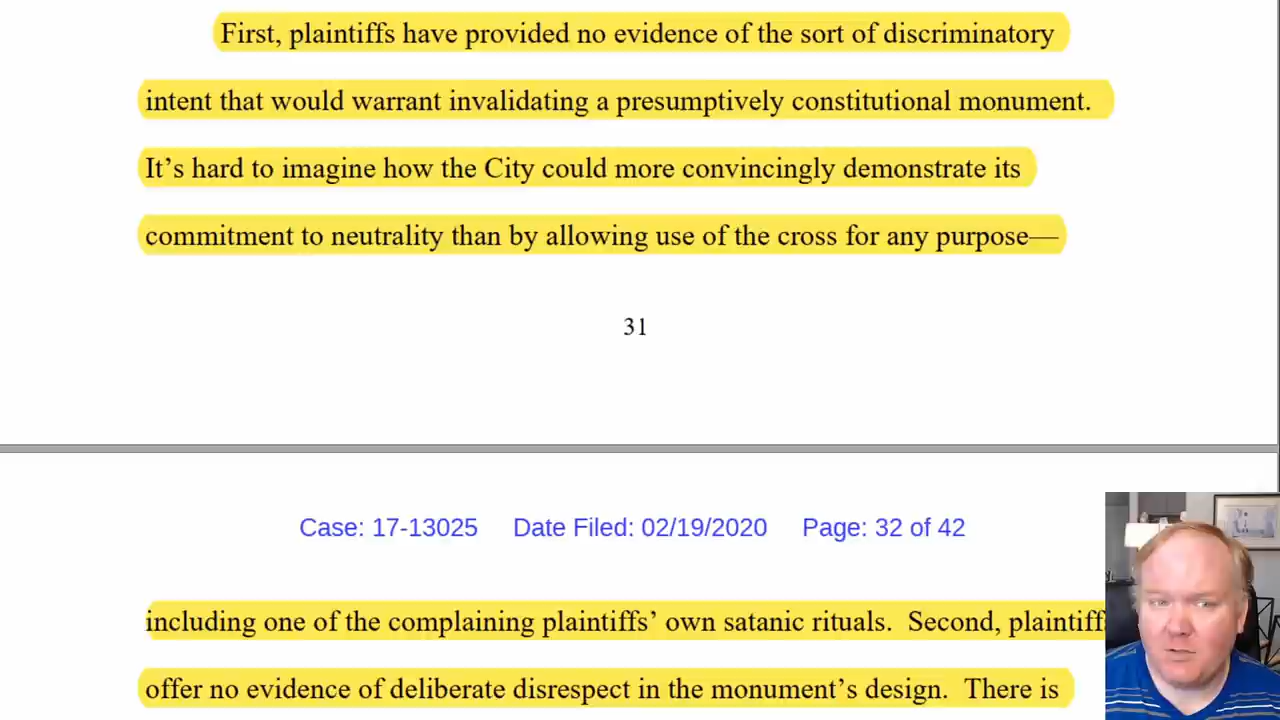 First, plaintiffs have provided no evidence of the sort of discriminatory
intent that would warrant invalidating a presumptively constitutional monument.
It’s hard to imagine how the City could more convincingly demonstrate its
commitment to neutrality than by allowing use of the cross for any purpose—
31
Case: 17-13025 Date Filed: 02/19/2020 Page: 32 of 42
including one of the complaining plaintiffs’ own satanic rituals. Second, plaintiff
offer no evidence of deliberate disrespect in the monument’s design. There is